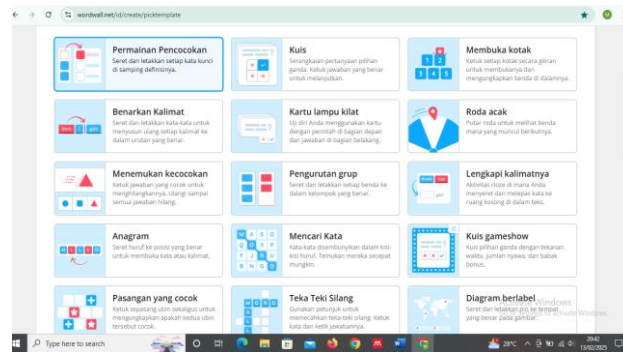 wordwall.net/id/create/picktemplate
Permainan Pencocokan
Seret dan letakkan setiap kata kunci
di samping definisinya.
Kuis
Serangkaian pertanyaan pilihan
ganda. Ketuk jawaban yang benar
untuk melanjutkan.
Membuka kotak
Ketuk setiap kotak secara giliran
untuk membukanya dan
mengungkapkan benda di dalamnya.
Benarkan Kalimat
Seret dan letakkan kata-kata untuk
menyusun ulang setiap kalimat ke
dalam urutan yang benar.
Kartu lampu kilat
Uji diri Anda menggunakan kartu
dengan perintah di bagian depan
dan jawaban di bagian belakang.
Roda acak
Putar roda untuk melihat benda
mana yang muncul berikutnya.
Menemukan kecocokan
Ketuk jawaban yang cocok untuk
menghilangkannya. Ulangi sampai
semua jawaban hilang.
Pengurutan grup
Seret dan letakkan setiap benda ke
dalam kelompok yang benar.
Lengkapi kalimatnya
Aktivitas cloze di mana Anda
menyeret dan melepas kata ke
ruang kosong di dalam teks.
Anagram
Seret huruf ke posisi yang benar
untuk membuka kata atau kalimat.
Mencari Kata
Kata-kata disembunyikan dalam kisi-
kisi huruf. Temukan mereka secepat
mungkin.
Kuis gameshow
Kuis pilihan ganda dengan tekanan
waktu, jumlah nyawa, dan babak
bonus.
Pasangan yang cocok
Ketuk sepasang ubin sekaligus untuk
mengungkapkan apakah kedua ubin
tersebut cocok.
Teka Teki Silang
Gunakan petunjuk untuk
memecahkan teka-teki silang. Ketuk
kata dan ketik jawabannya.
Diagram berlabel
Seret dan letakkan pin ke tempat
yang benar pada gambar.
Activate Windows
Type here to search
28°C
20:42
13/02/2025